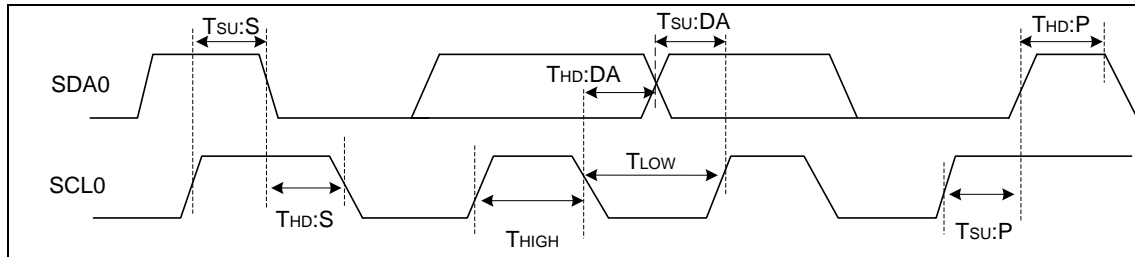 TSU:S
TSU:DA
THD:P
SDA0
THD:DA
SCL0
TLOW
THD:S
THIGH
TSU:P